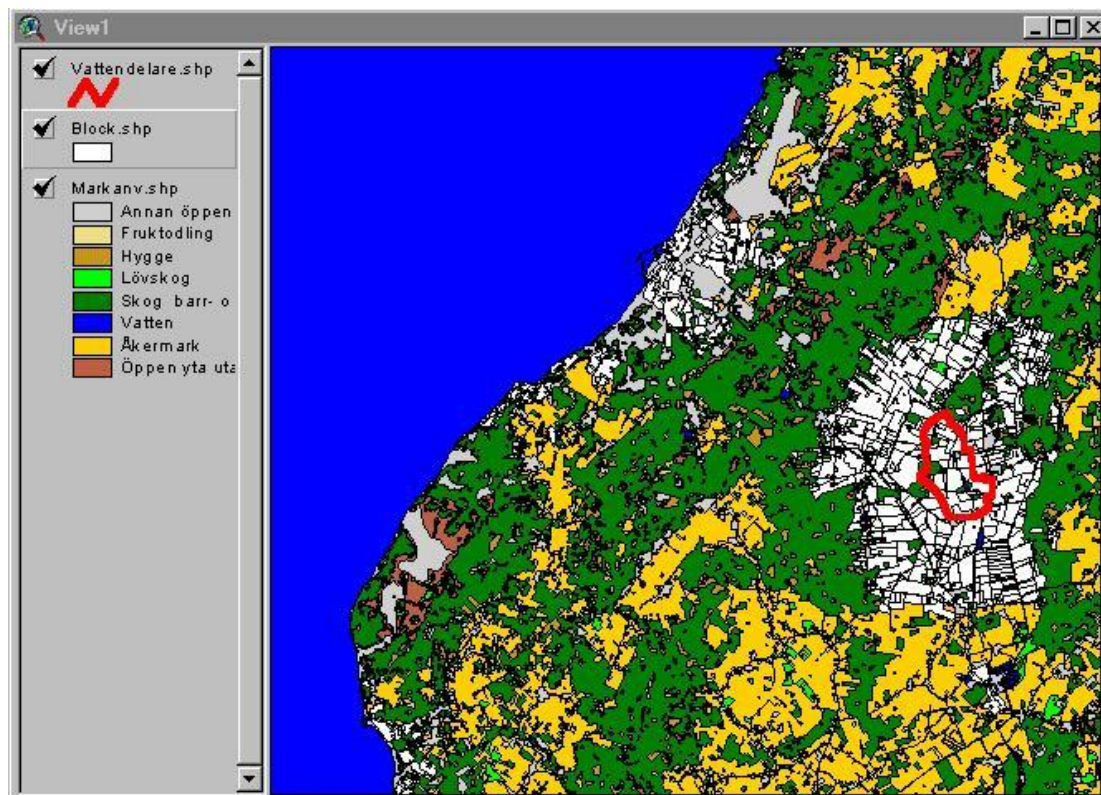 View1
Vattendelare.shp
Block.shp
Markanv.shp
Annan öppen
Fruktodling
Hygge
Lövskog
Skog barr- o
Vatten
Åkermark
Öppen yta uta